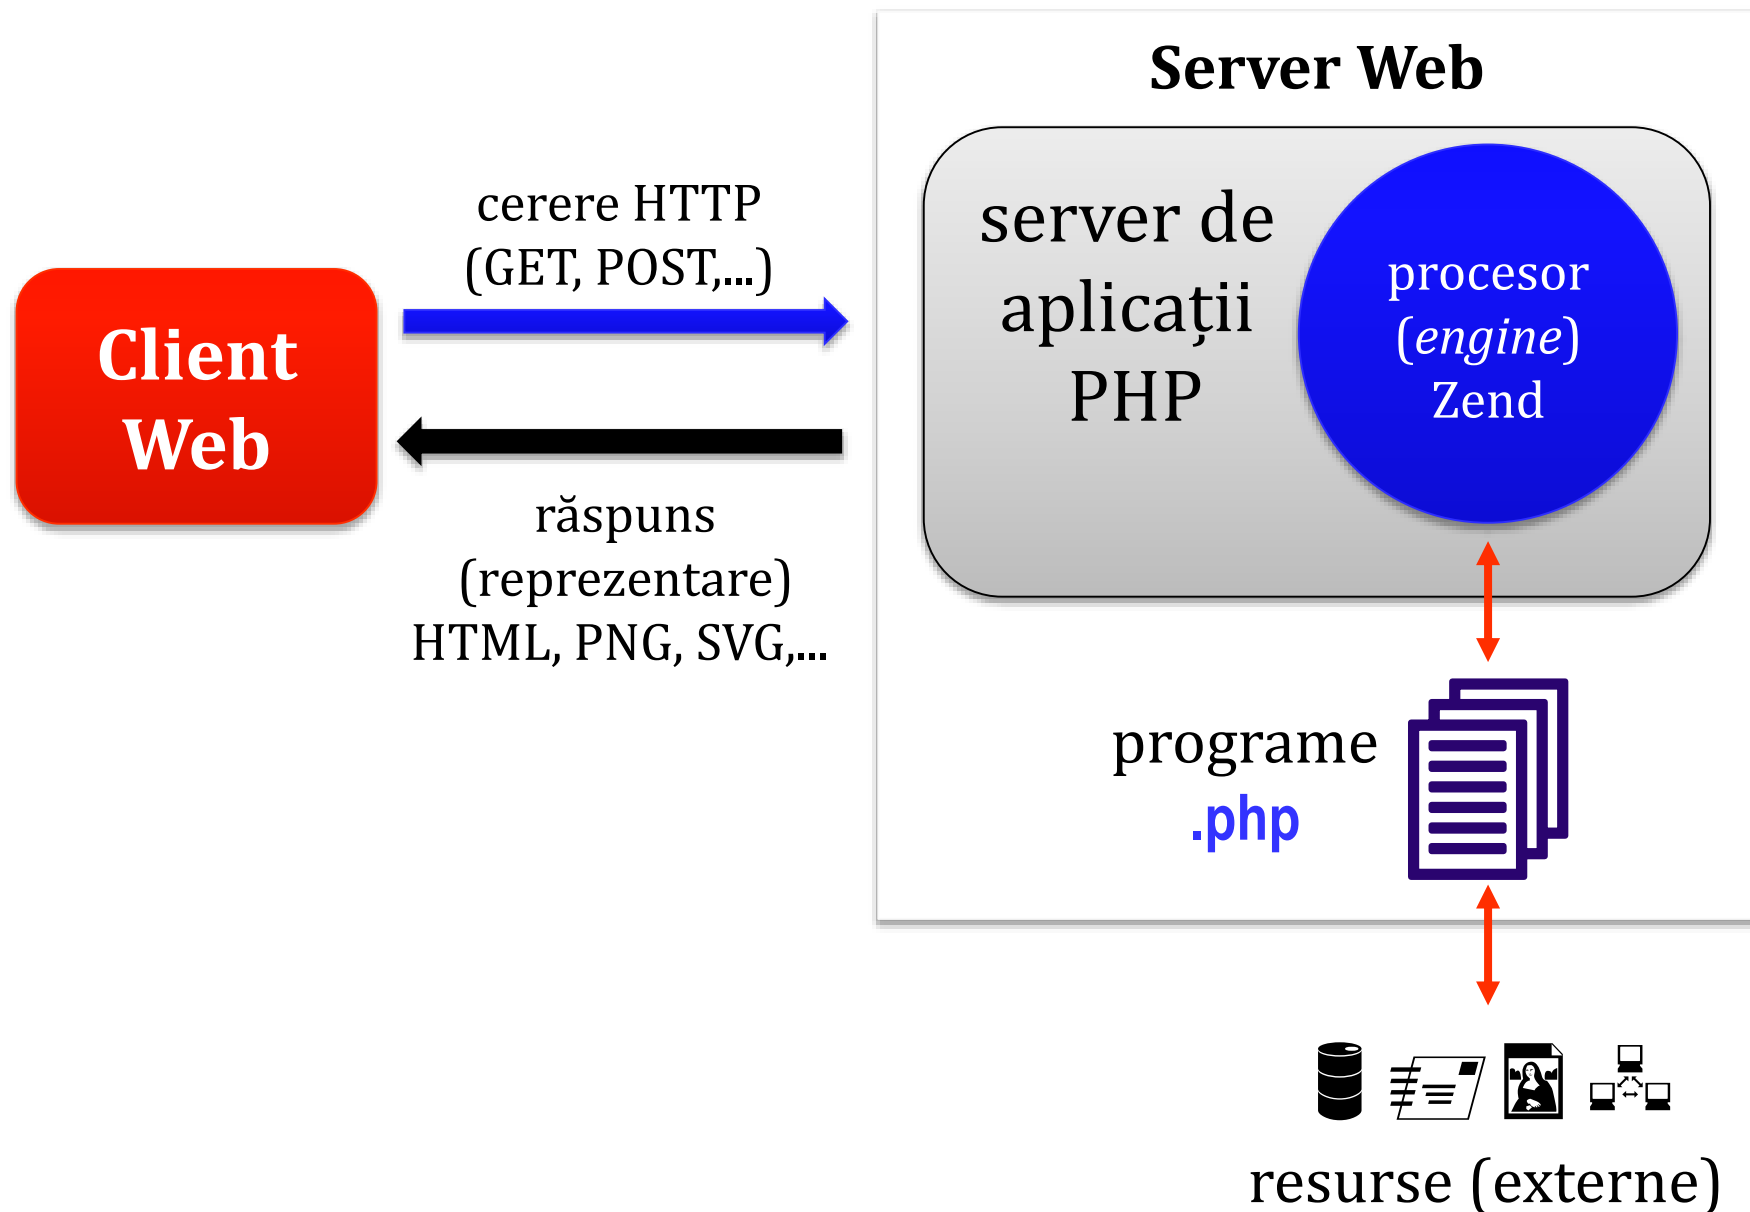 Server Web
cerere HTTP
(GET, POST,...)
Client
Web
răspuns
(reprezentare)
HTML, PNG, SVG,...
server de
aplicații
PHP
procesor
(engine)
Zend
programe
.php
resurse (externe)